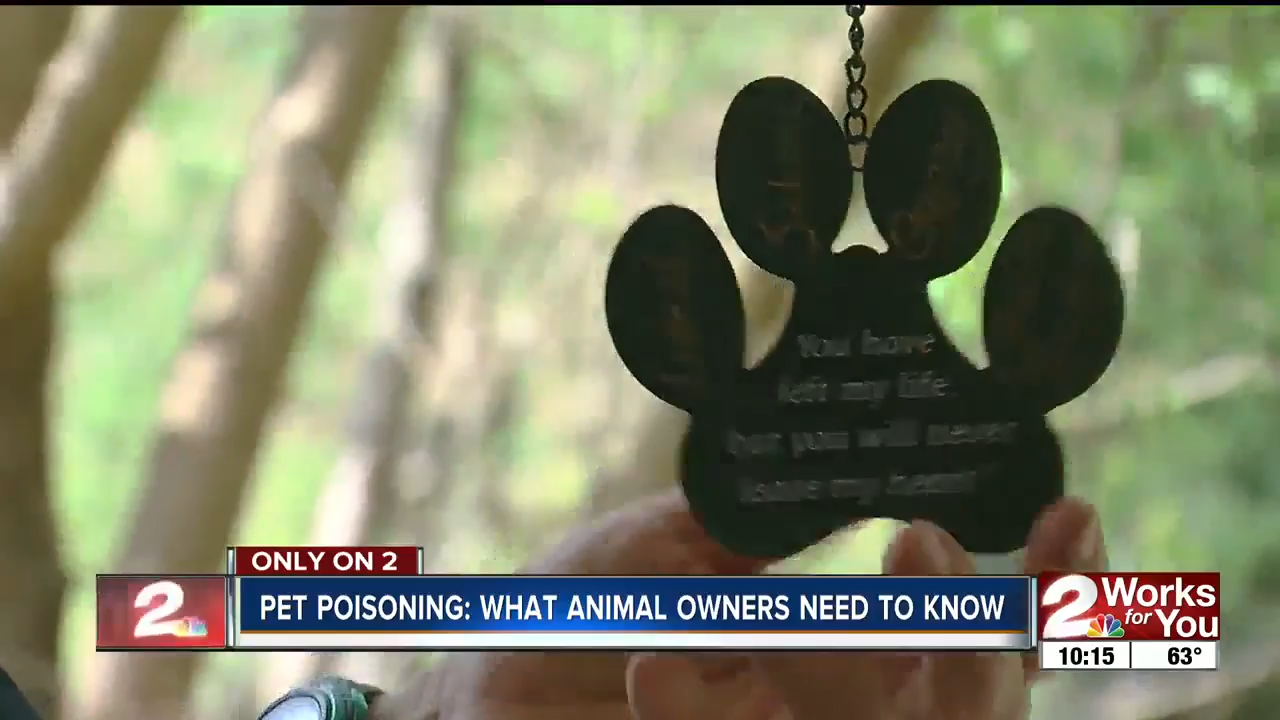 You have
left my life
but you will never
leave my heart
ONLY ON 2
2
PET POISONING: WHAT ANIMAL OWNERS NEED TO KNOW
2 Works
for You
10:15 63°